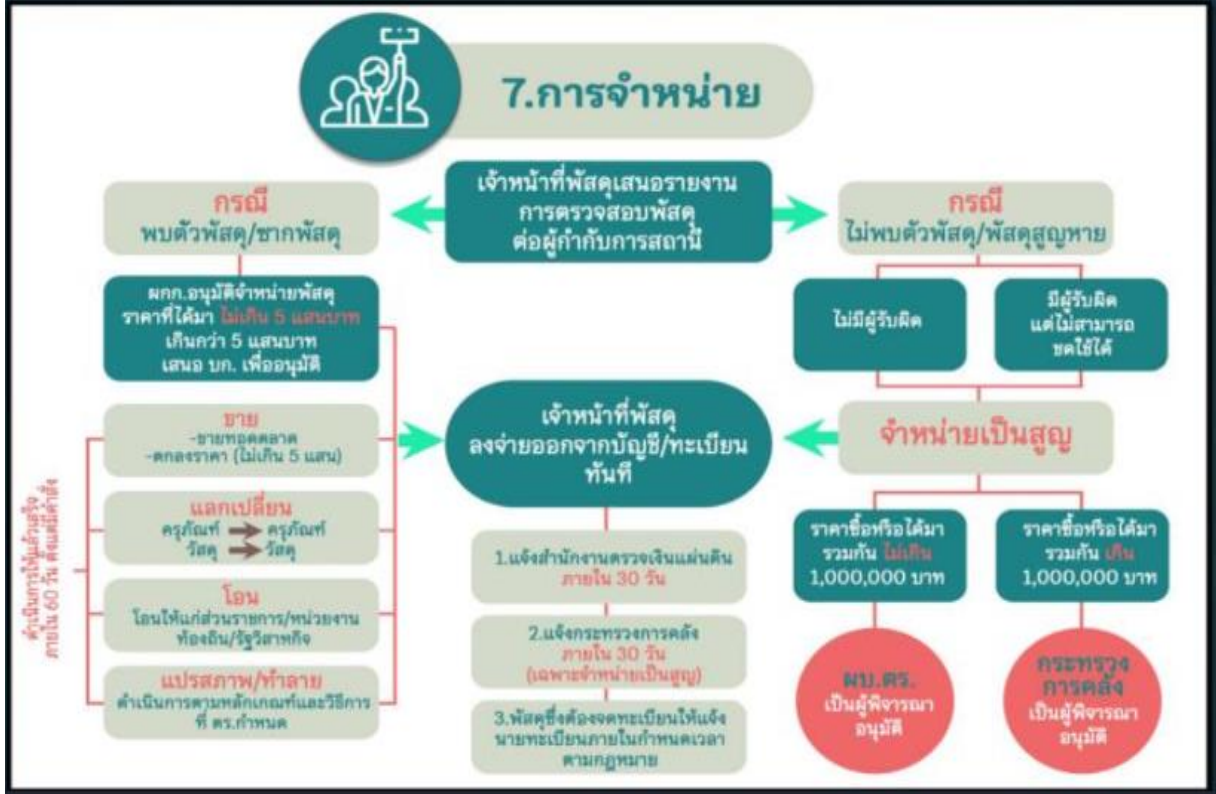 7.การจำหน่าย
เจ้าหน้าที่พัสดุเสนอรายงาน
การตรวจสอบพัสดุ
ต่อผู้กำกับการสถานี
กรณี
พบตัวพัสดุ/ซากพัสดุ
ผกก.อนุมัติจำหน่ายพัสดุ
ราคาที่ได้มา ไม่เกิน 5 แสนบาท
เกินกว่า 5 แสนบาท
เสนอ บก. เพื่ออนุมัติ
ดำเนินการให้แล้วเสร็จ
ภายใน 60 วัน ตั้งแต่มีคำสั่ง
ขาย
-ขายทอดตลาด
-ตกลงราคา (ไม่เกิน 5 แสน)
แลกเปลี่ยน
ครุภัณฑ์ ครุภัณฑ์
วัสดุ วัสดุ
โอน
โอนให้แก่ส่วนราชการ/หน่วยงาน
ท้องถิ่น/รัฐวิสาหกิจ
แปรสภาพ/ทำลาย
ดำเนินการตามหลักเกณฑ์และวิธีการ
ที่ ตร.กำหนด
เจ้าหน้าที่พัสดุ
ลงจ่ายออกจากบัญชี/ทะเบียน
ทันที
1.แจ้งสำนักงานตรวจเงินแผ่นดิน
ภายใน 30 วัน
2.แจ้งกระทรวงการคลัง
ภายใน 30 วัน
(เฉพาะจำหน่ายเป็นสูญ)
3.พัสดุซึ่งต้องจดทะเบียนให้แจ้ง
นายทะเบียนภายในกำหนดเวลา
ตามกฎหมาย
กรณี
ไม่พบตัวพัสดุ/พัสดุสูญหาย
ไม่มีผู้รับผิด
มีผู้รับผิด
แต่ไม่สามารถ
ชดใช้ได้
จำหน่ายเป็นสูญ
ราคาซื้อหรือได้มา
รวมกัน ไม่เกิน
1,000,000 บาท
ราคาซื้อหรือได้มา
รวมกัน เกิน
1,000,000 บาท
ผบ.ตร.
เป็นผู้พิจารณา
อนุมัติ
กระทรวง
การคลัง
เป็นผู้พิจารณา
อนุมัติ